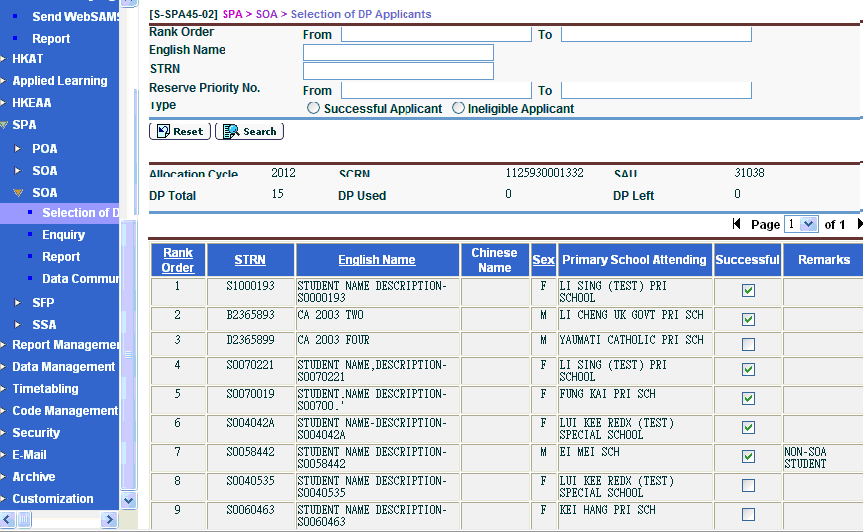 Send WebSAMS
Report
HKAT
Applied Learning
HKEAA
SPA
POA
SOA
SOA
Selection of D
Enquiry
Report
Data Commun
SFP
SSA
Report Managemen
Data Management
Timetabling
Code Management
Security
E-Mail
Archive
Customization
[S-SPA45-02] SPA > SOA > Selection of DP Applicants
Rank Order From To
English Name
STRN
Reserve Priority No. From To
Type Successful Applicant Ineligible Applicant
Reset Search
Allocation Cycle 2012 SCRN 1125930001332 SAU 31038
DP Total 15 DP Used 0 DP Left 0
Page 1 of 1
Rank Order STRN English Name Chinese Name Sex Primary School Attending Successful Remarks
1 S1000193 STUDENT NAME DESCRIPTION- F LI SING (TEST) PRI
S0000193 SCHOOL
2 B2365893 CA 2003 TWO M LI CHENG UK GOVT PRI SCH
3 D2365899 CA 2003 FOUR M YAUMATI CATHOLIC PRI SCH
4 S0070221 STUDENT NAME,DESCRIPTION- F LI SING (TEST) PRI
S0070221 SCHOOL
5 S0070019 STUDENT.NAME DESCRIPTION- F FUNG KAI PRI SCH
S00700.'
6 S004042A STUDENT NAME-DESCRIPTION- F LUI KEE REDX (TEST)
S004042A SPECIAL SCHOOL
7 S0058442 STUDENT NAME DESCRIPTION- M EI MEI SCH NON-SOA
S0058442 STUDENT
8 S0040535 STUDENT NAME DESCRIPTION- F LUI KEE REDX (TEST)
S0040535 SPECIAL SCHOOL
9 S0060463 STUDENT NAME DESCRIPTION- F KEI HANG PRI SCH
S0060463